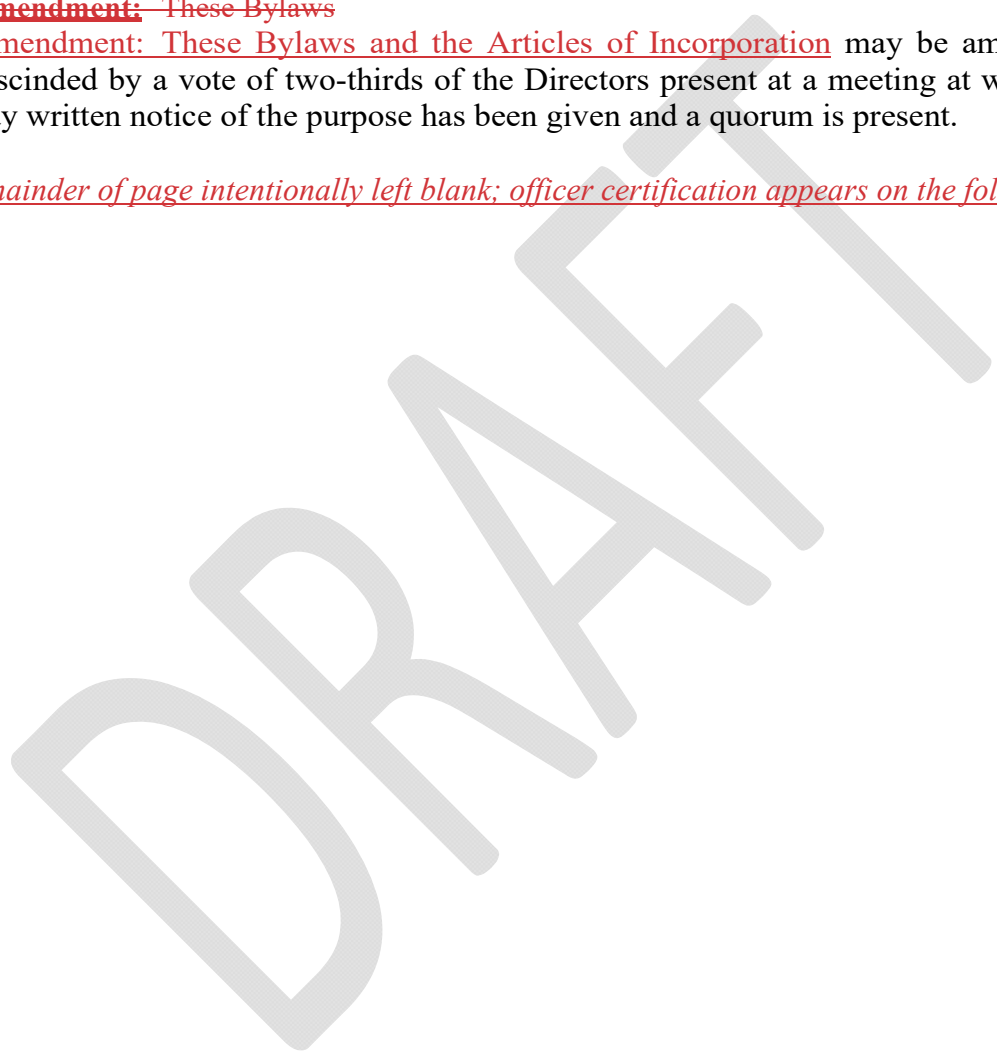 mendment: These Bylaws
mendment: These Bylaws and the Articles of Incorporation may be am
scinded by a vote of two-thirds of the Directors present at a meeting at w
y written notice of the purpose has been given and a quorum is present.
nainder of page intentionally left blank; officer certification appears on the fol
DRAFT